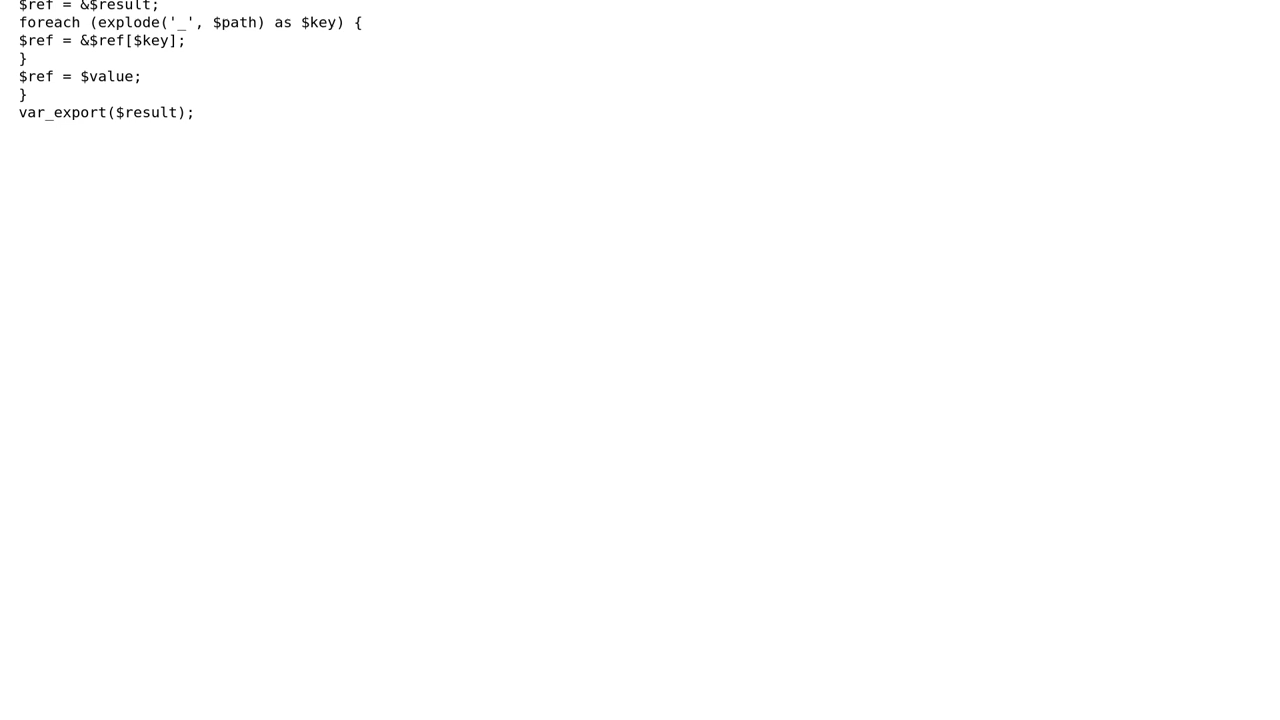 $ref = &$result;
foreach (explode('_', $path) as $key) {
$ref = &$ref[$key];
}
$ref = $value;
}
var_export($result);